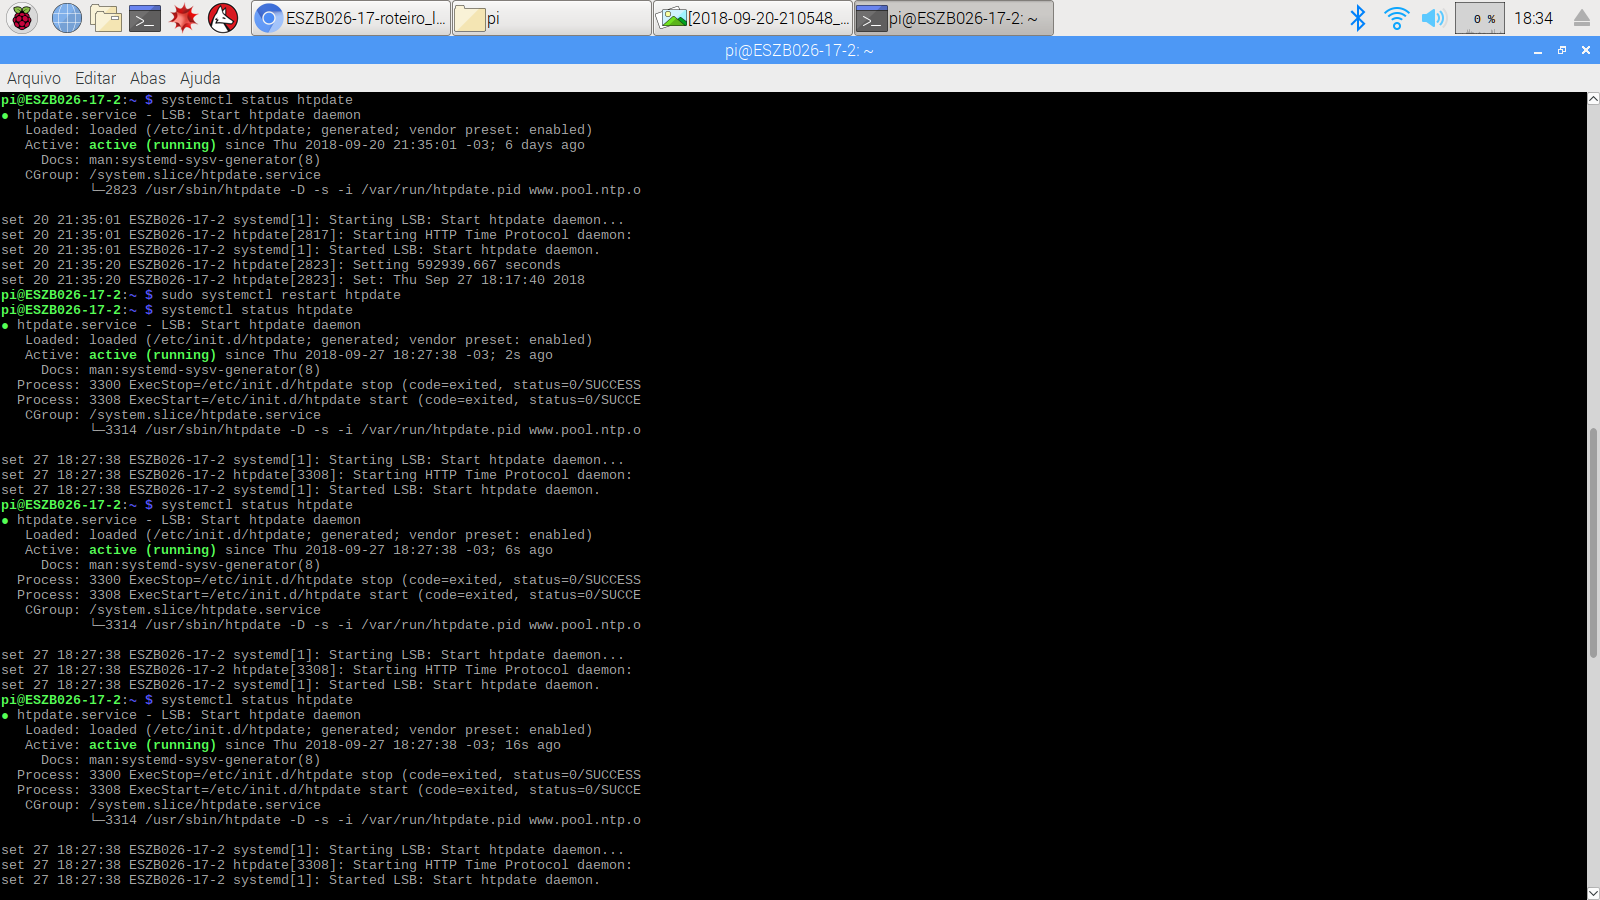 ESZB026-17-roteiro_l...
pi
[2018-09-20-210548_...
pi@ESZB026-17-2: ~
0 %
18:34
pi@ESZB026-17-2: ~
Arquivo Editar Abas Ajuda
pi@ESZB026-17-2:~ $ systemctl status htpdate
● htpdate.service - LSB: Start htpdate daemon
   Loaded: loaded (/etc/init.d/htpdate; generated; vendor preset: enabled)
   Active: active (running) since Thu 2018-09-20 21:35:01 -03; 6 days ago
     Docs: man:systemd-sysv-generator(8)
   CGroup: /system.slice/htpdate.service
           └─2823 /usr/sbin/htpdate -D -s -i /var/run/htpdate.pid www.pool.ntp.o
set 20 21:35:01 ESZB026-17-2 systemd[1]: Starting LSB: Start htpdate daemon...
set 20 21:35:01 ESZB026-17-2 htpdate[2817]: Starting HTTP Time Protocol daemon:
set 20 21:35:01 ESZB026-17-2 systemd[1]: Started LSB: Start htpdate daemon.
set 20 21:35:20 ESZB026-17-2 htpdate[2823]: Setting 592939.667 seconds
set 20 21:35:20 ESZB026-17-2 htpdate[2823]: Set: Thu Sep 27 18:17:40 2018
pi@ESZB026-17-2:~ $ sudo systemctl restart htpdate
pi@ESZB026-17-2:~ $ systemctl status htpdate
● htpdate.service - LSB: Start htpdate daemon
   Loaded: loaded (/etc/init.d/htpdate; generated; vendor preset: enabled)
   Active: active (running) since Thu 2018-09-27 18:27:38 -03; 2s ago
     Docs: man:systemd-sysv-generator(8)
  Process: 3300 ExecStop=/etc/init.d/htpdate stop (code=exited, status=0/SUCCESS
  Process: 3308 ExecStart=/etc/init.d/htpdate start (code=exited, status=0/SUCCE
   CGroup: /system.slice/htpdate.service
           └─3314 /usr/sbin/htpdate -D -s -i /var/run/htpdate.pid www.pool.ntp.o
set 27 18:27:38 ESZB026-17-2 systemd[1]: Starting LSB: Start htpdate daemon...
set 27 18:27:38 ESZB026-17-2 htpdate[3308]: Starting HTTP Time Protocol daemon:
set 27 18:27:38 ESZB026-17-2 systemd[1]: Started LSB: Start htpdate daemon.
pi@ESZB026-17-2:~ $ systemctl status htpdate
● htpdate.service - LSB: Start htpdate daemon
   Loaded: loaded (/etc/init.d/htpdate; generated; vendor preset: enabled)
   Active: active (running) since Thu 2018-09-27 18:27:38 -03; 6s ago
     Docs: man:systemd-sysv-generator(8)
  Process: 3300 ExecStop=/etc/init.d/htpdate stop (code=exited, status=0/SUCCESS
  Process: 3308 ExecStart=/etc/init.d/htpdate start (code=exited, status=0/SUCCE
   CGroup: /system.slice/htpdate.service
           └─3314 /usr/sbin/htpdate -D -s -i /var/run/htpdate.pid www.pool.ntp.o
set 27 18:27:38 ESZB026-17-2 systemd[1]: Starting LSB: Start htpdate daemon...
set 27 18:27:38 ESZB026-17-2 htpdate[3308]: Starting HTTP Time Protocol daemon:
set 27 18:27:38 ESZB026-17-2 systemd[1]: Started LSB: Start htpdate daemon.
pi@ESZB026-17-2:~ $ systemctl status htpdate
● htpdate.service - LSB: Start htpdate daemon
   Loaded: loaded (/etc/init.d/htpdate; generated; vendor preset: enabled)
   Active: active (running) since Thu 2018-09-27 18:27:38 -03; 16s ago
     Docs: man:systemd-sysv-generator(8)
  Process: 3300 ExecStop=/etc/init.d/htpdate stop (code=exited, status=0/SUCCESS
  Process: 3308 ExecStart=/etc/init.d/htpdate start (code=exited, status=0/SUCCE
   CGroup: /system.slice/htpdate.service
           └─3314 /usr/sbin/htpdate -D -s -i /var/run/htpdate.pid www.pool.ntp.o
set 27 18:27:38 ESZB026-17-2 systemd[1]: Starting LSB: Start htpdate daemon...
set 27 18:27:38 ESZB026-17-2 htpdate[3308]: Starting HTTP Time Protocol daemon:
set 27 18:27:38 ESZB026-17-2 systemd[1]: Started LSB: Start htpdate daemon.